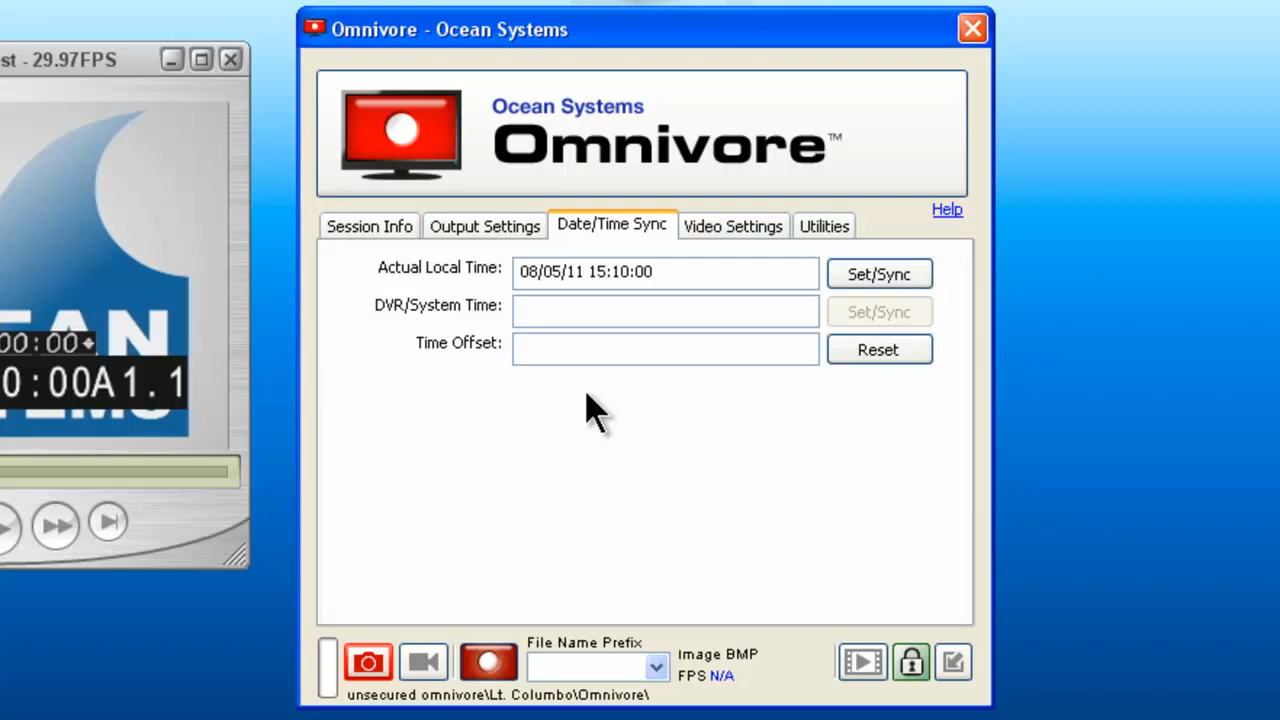 st - 29.97FPS
AN
00:00
0:00A1.1
Omnivore - Ocean Systems
Ocean Systems
Omnivore™
Help
Session Info Output Settings Date/Time Sync Video Settings Utilities
Actual Local Time: 08/05/11 15:10:00 Set/Sync
DVR/System Time: Set/Sync
Time Offset: Reset
File Name Prefix
Image BMP
FPS N/A
unsecured omnivore\Lt. Columbo\Omnivore\